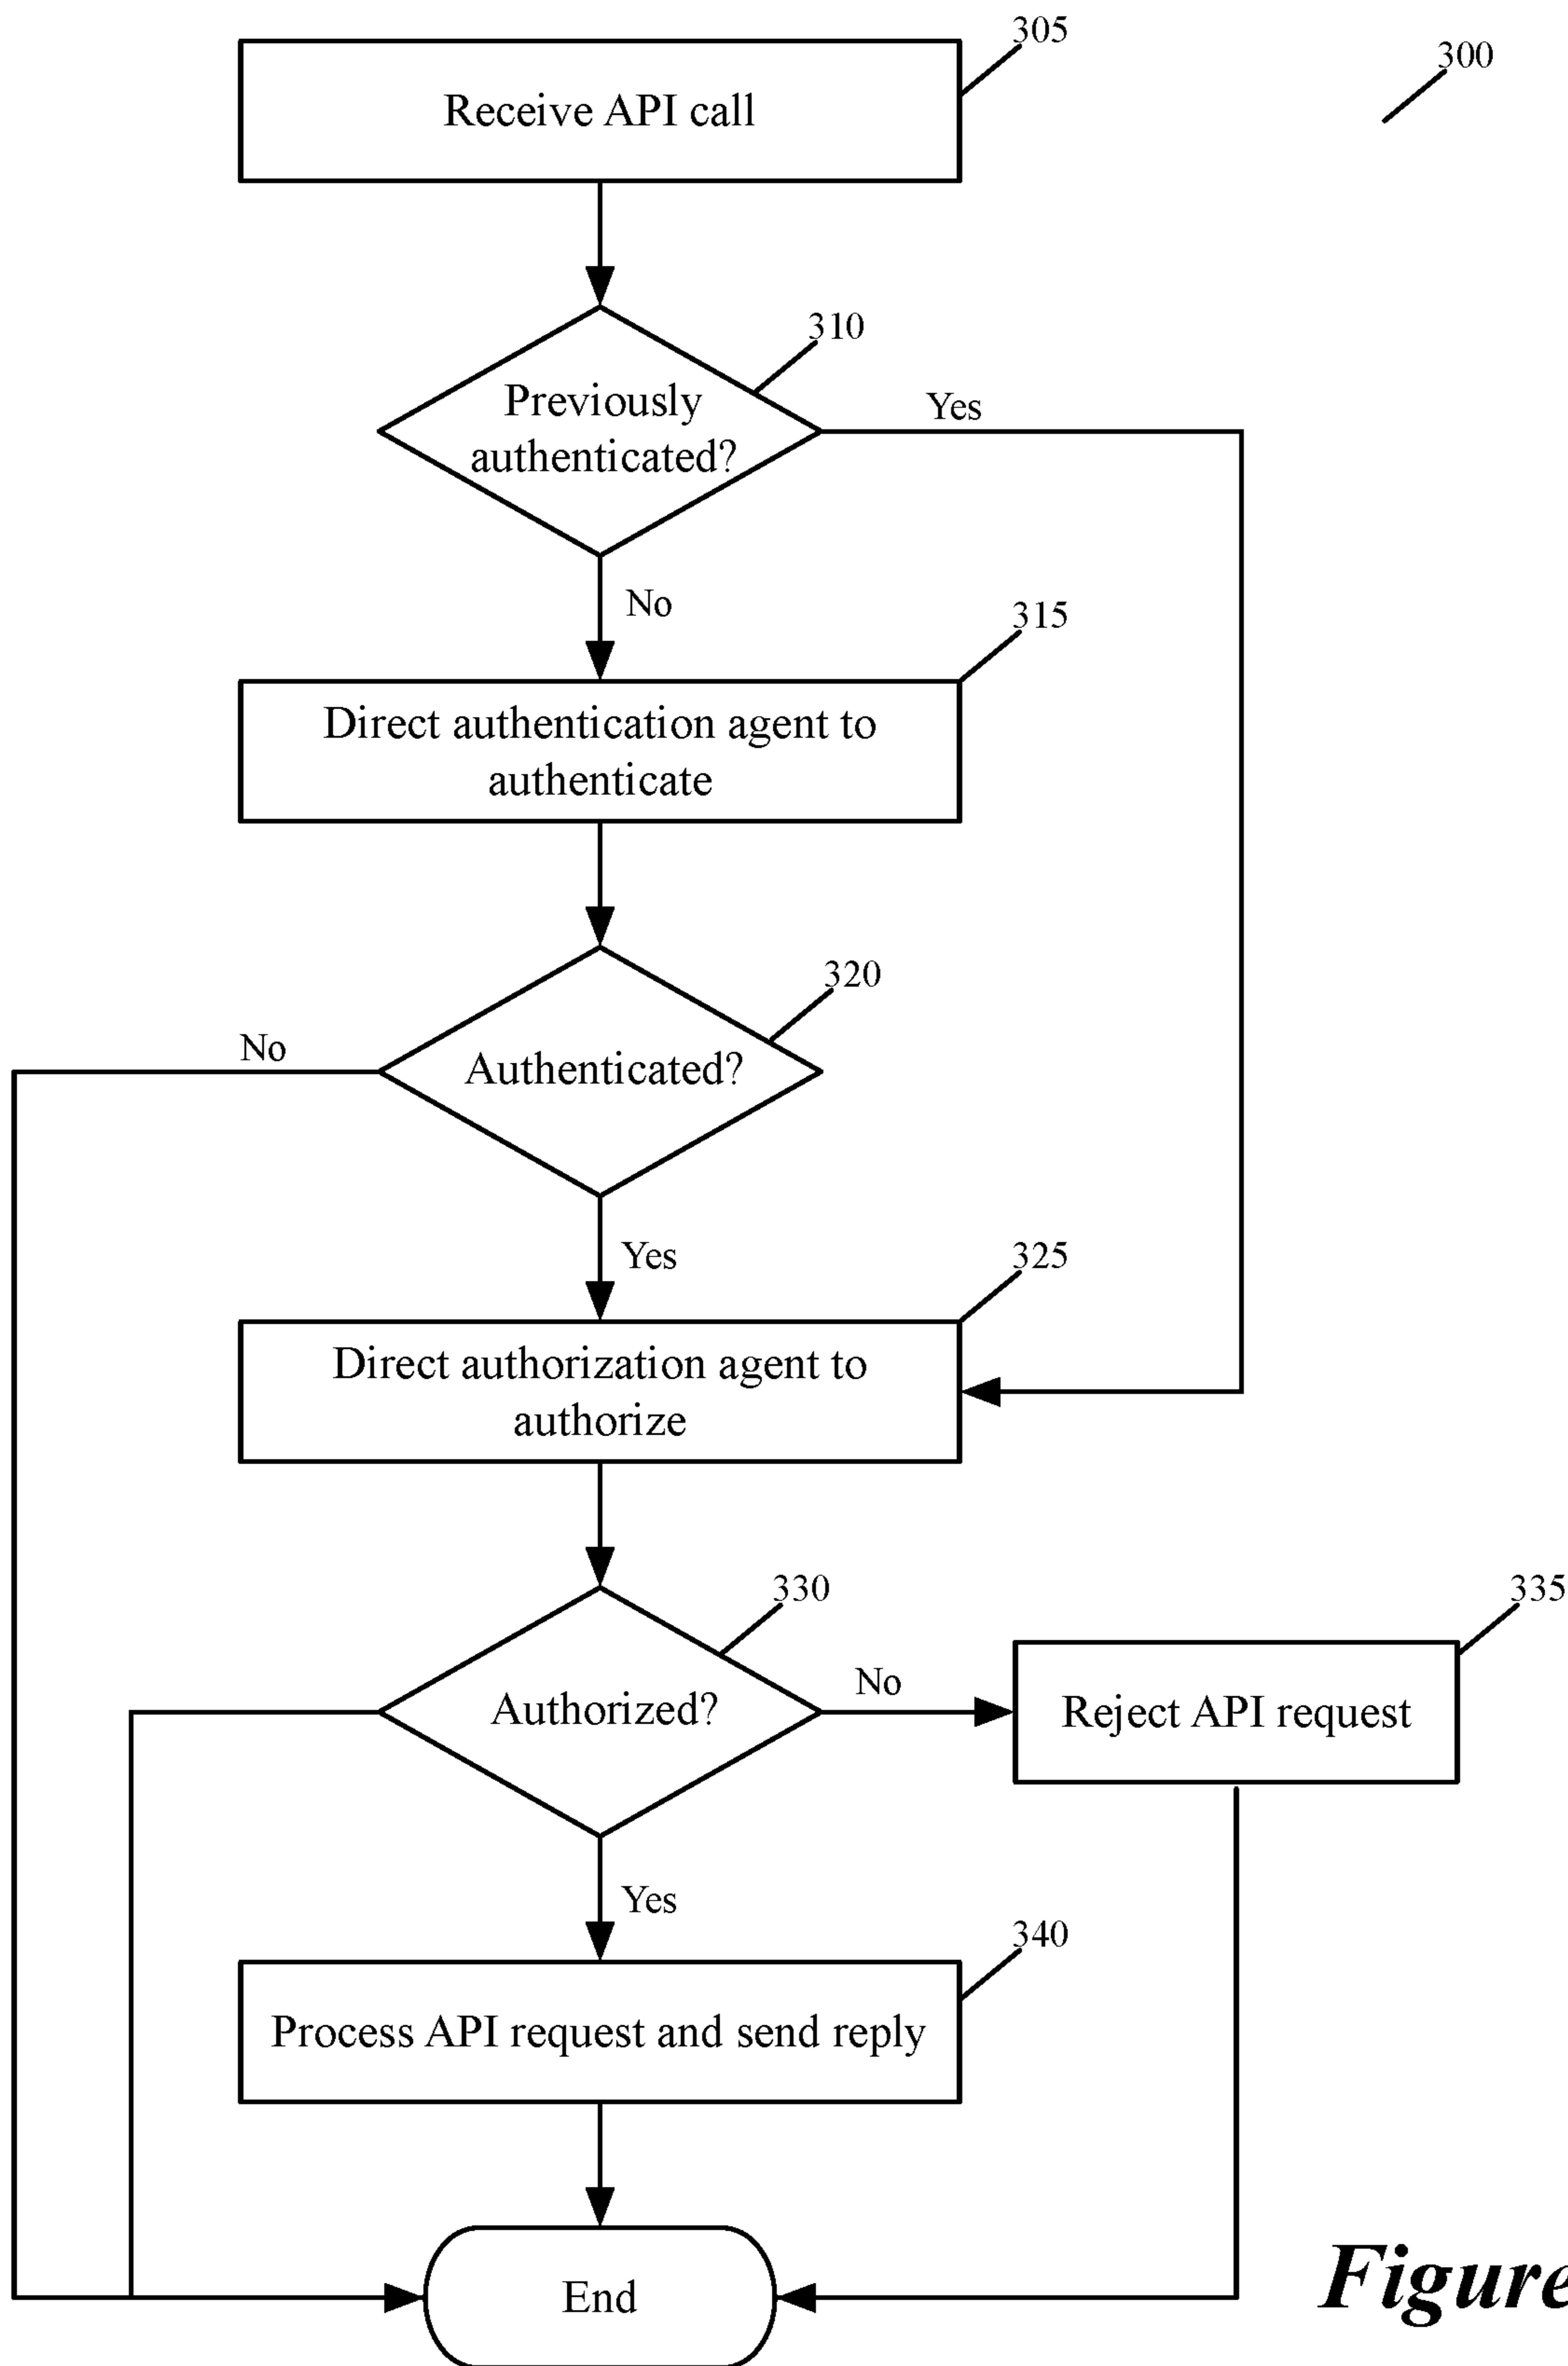 305
300
Receive API call
310
Previously
authenticated?
Yes
No
315
Direct authentication agent to
authenticate
320
No
Authenticated?
Yes
325
Direct authorization agent to
authorize
330
335
Authorized?
No
Reject API request
Yes
340
Process API request and send reply
End
Figure